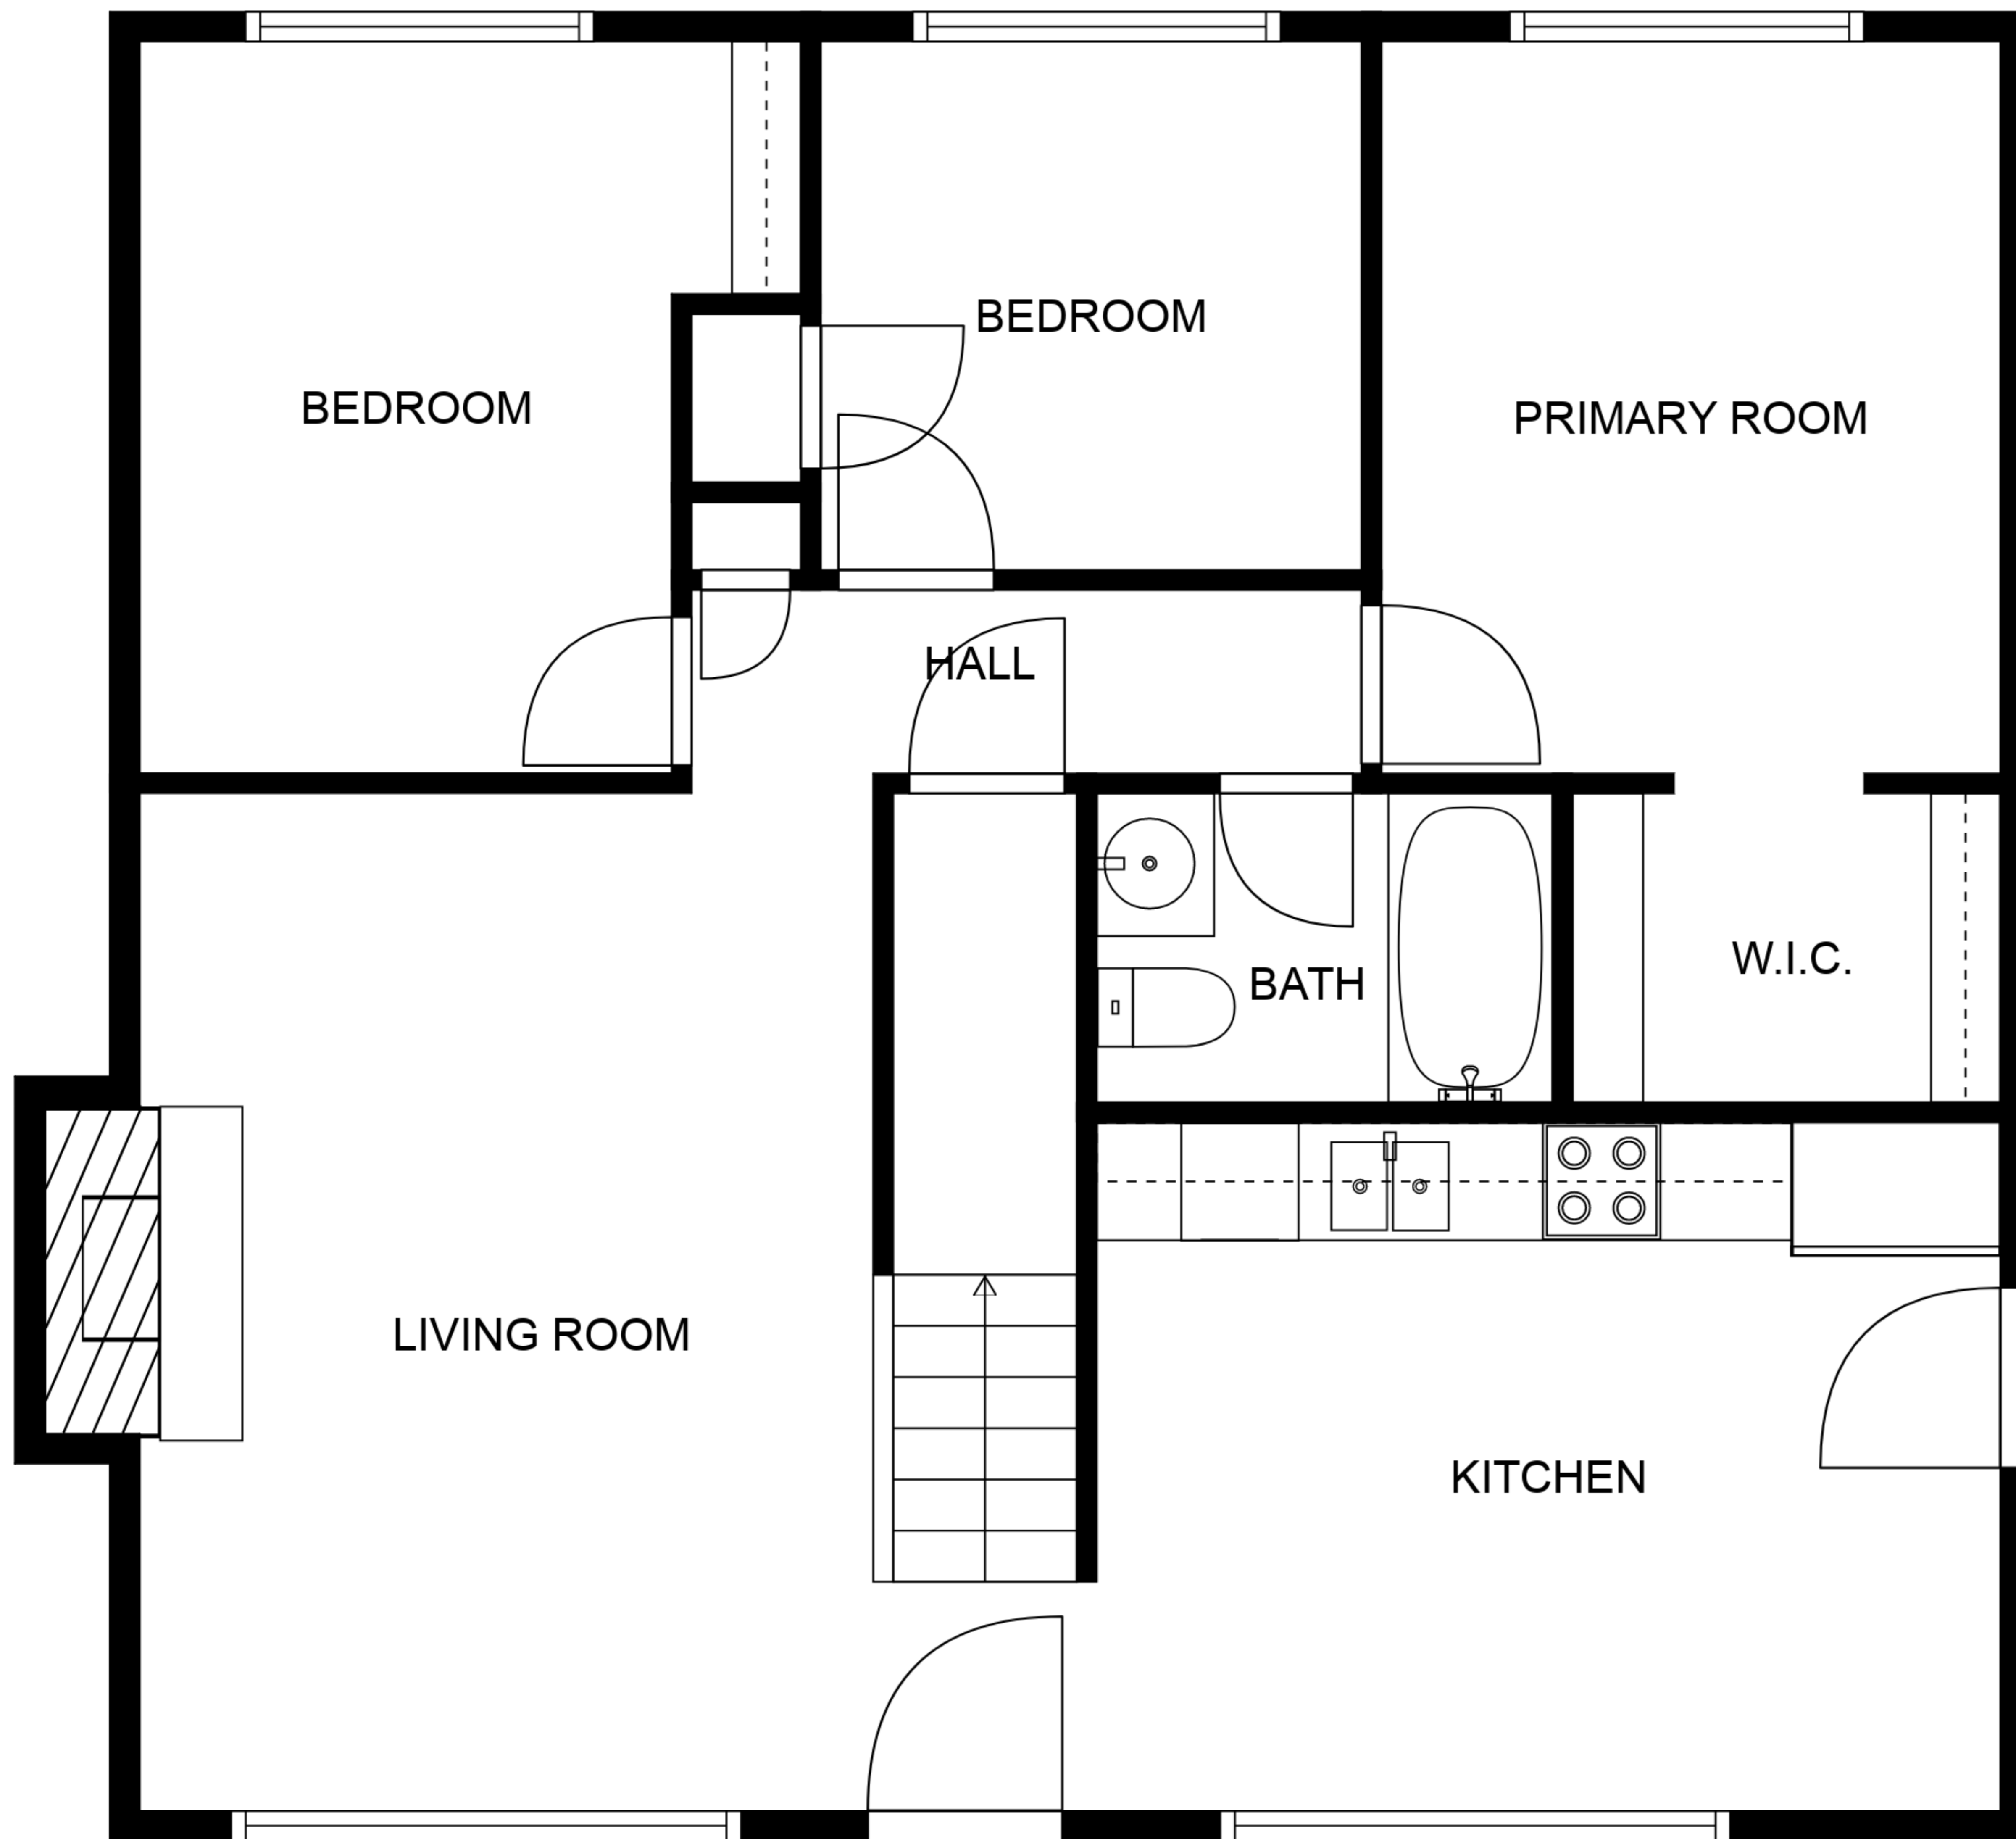 BEDROOM
BEDROOM
PRIMARY ROOM
HALL
BATH
W.I.C.
LIVING ROOM
KITCHEN